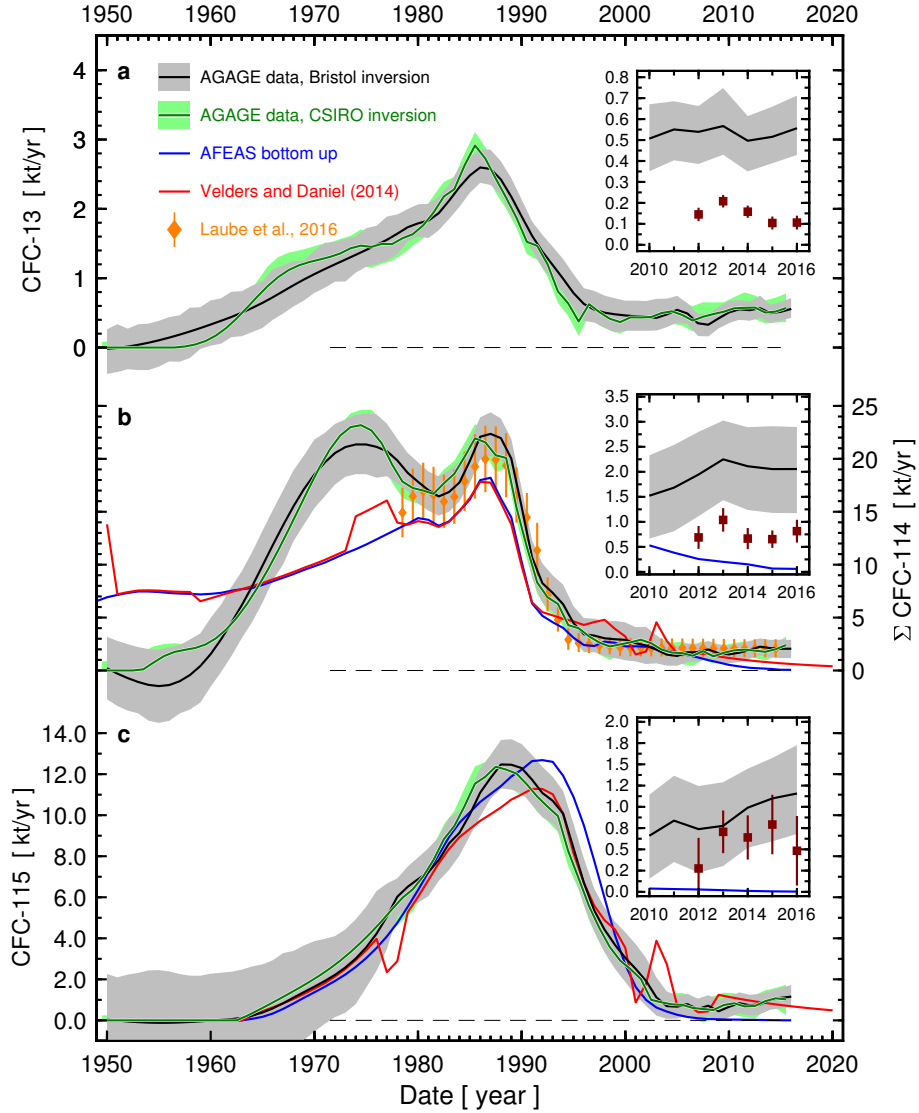 1950 1960 1970 1980 1990 2000 2010 2020
a
AGAGE data, Bristol inversion
AGAGE data, CSIRO inversion
AFEAS bottom up
Velders and Daniel (2014)
Laube et al., 2016
CFC-13 [ kt/yr ]
4
3
2
1
0
0.8
0.7
0.6
0.5
0.4
0.3
0.2
0.1
0.0
2010 2012 2014 2016
b
Σ CFC-114 [ kt/yr ]
25
20
15
10
5
0
3.5
3.0
2.5
2.0
1.5
1.0
0.5
0.0
2010 2012 2014 2016
c
CFC-115 [ kt/yr ]
14.0
12.0
10.0
8.0
6.0
4.0
2.0
0.0
2.0
1.8
1.5
1.2
1.0
0.8
0.5
0.2
0.0
2010 2012 2014 2016
1950 1960 1970 1980 1990 2000 2010 2020
Date [ year ]